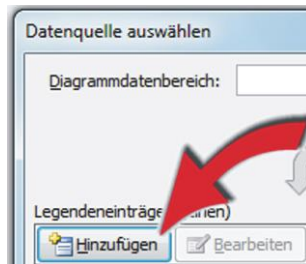 Datenquelle auswählen
Diagrammdatenbereich:
Legendeneinträge
Hinzufügen Bearbeiten